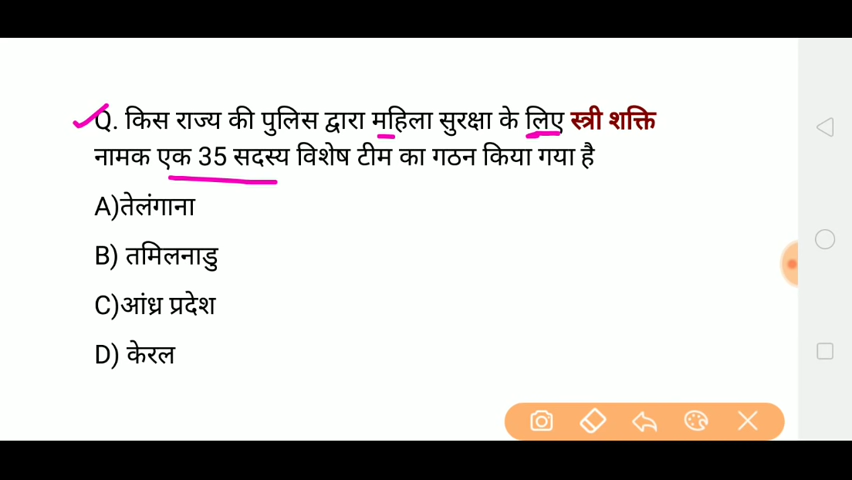 Q. किस राज्य की पुलिस द्वारा महिला सुरक्षा के लिए स्त्री शक्ति
नामक एक 35 सदस्य विशेष टीम का गठन किया गया है
A)तेलंगाना
B) तमिलनाडु
C)आंध्र प्रदेश
D) केरल